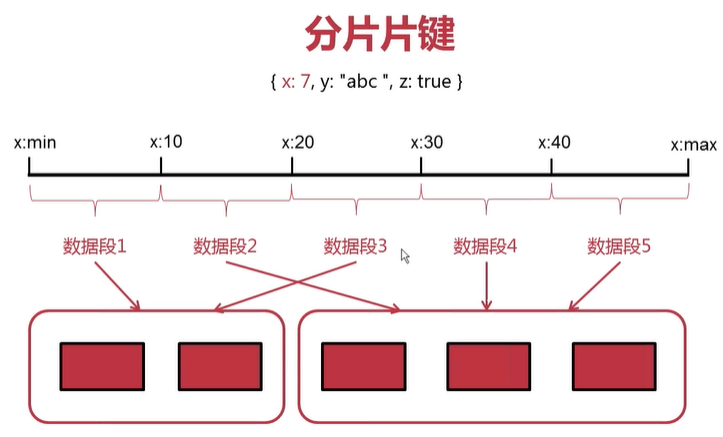 分片片键
{ x: 7, y: "abc ", z: true }
x:min x:10 x:20 x:30 x:40 x:max
数据段1 数据段2 数据段3 数据段4 数据段5